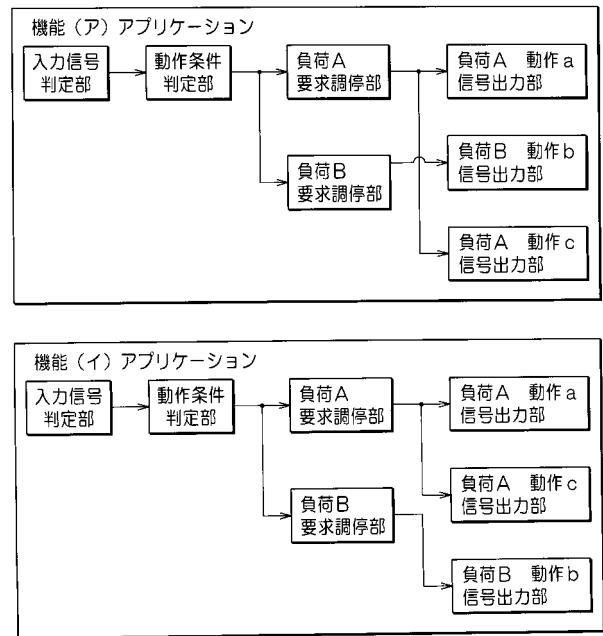 機能（ア）アプリケーション
入力信号
判定部
動作条件
判定部
負荷A
要求調停部
負荷A　動作a
信号出力部
負荷B
要求調停部
負荷B　動作b
信号出力部
負荷A　動作c
信号出力部
機能（イ）アプリケーション
入力信号
判定部
動作条件
判定部
負荷A
要求調停部
負荷A　動作a
信号出力部
負荷A　動作c
信号出力部
負荷B
要求調停部
負荷B　動作b
信号出力部